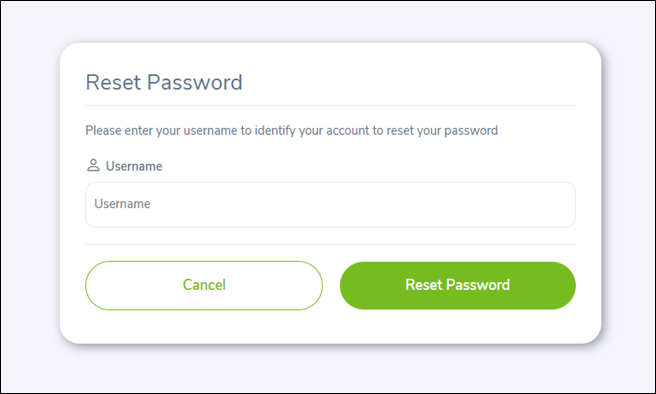 Reset Password
Please enter your username to identify your account to reset your password
Username
Username
Cancel
Reset Password